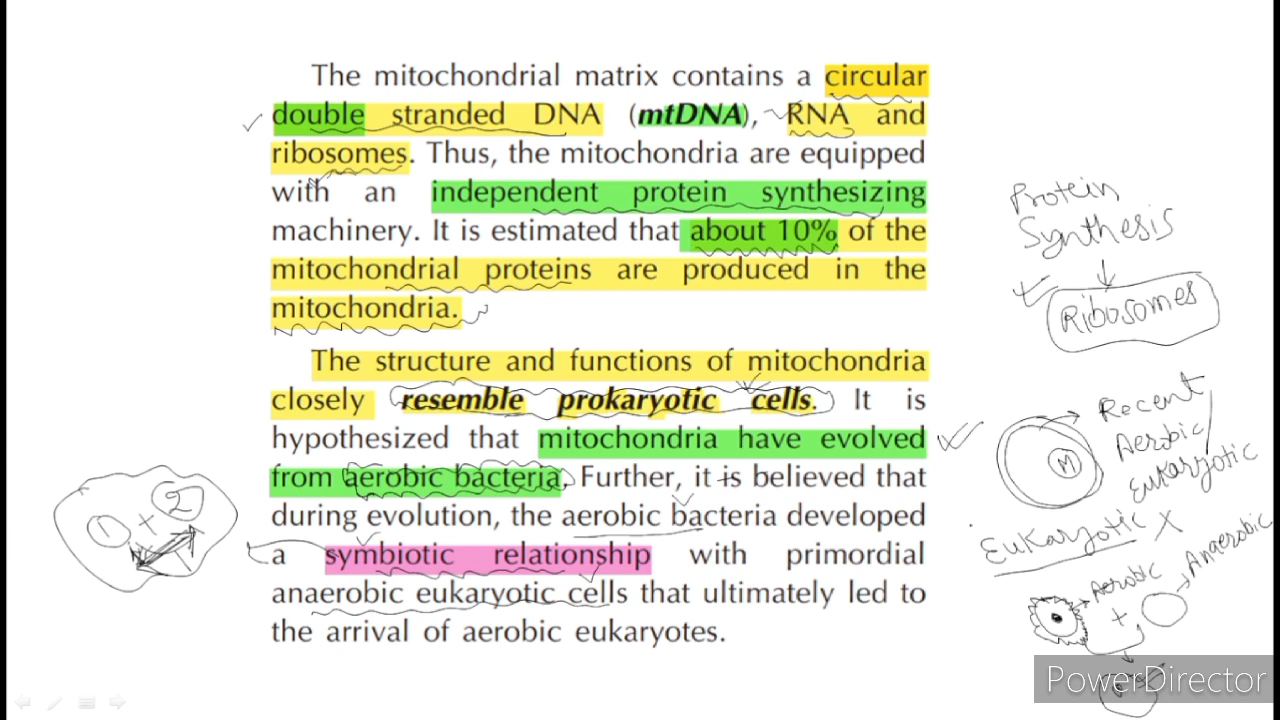 The mitochondrial matrix contains a circular
double stranded DNA (mtDNA), RNA and
ribosomes. Thus, the mitochondria are equipped
with an independent protein synthesizing
machinery. It is estimated that about 10% of the
mitochondrial proteins are produced in the
mitochondria.
The structure and functions of mitochondria
closely resemble prokaryotic cells. It is
hypothesized that mitochondria have evolved
from aerobic bacteria. Further, it is believed that
during evolution, the aerobic bacteria developed
a symbiotic relationship with primordial
anaerobic eukaryotic cells that ultimately led to
the arrival of aerobic eukaryotes.
1 + 2
Protein
Synthesis
Ribosomes
Recent
Aerobic
Eukaryotic
M
Eukaryotic X
Anaerobic
Aerobic
+
PowerDirector